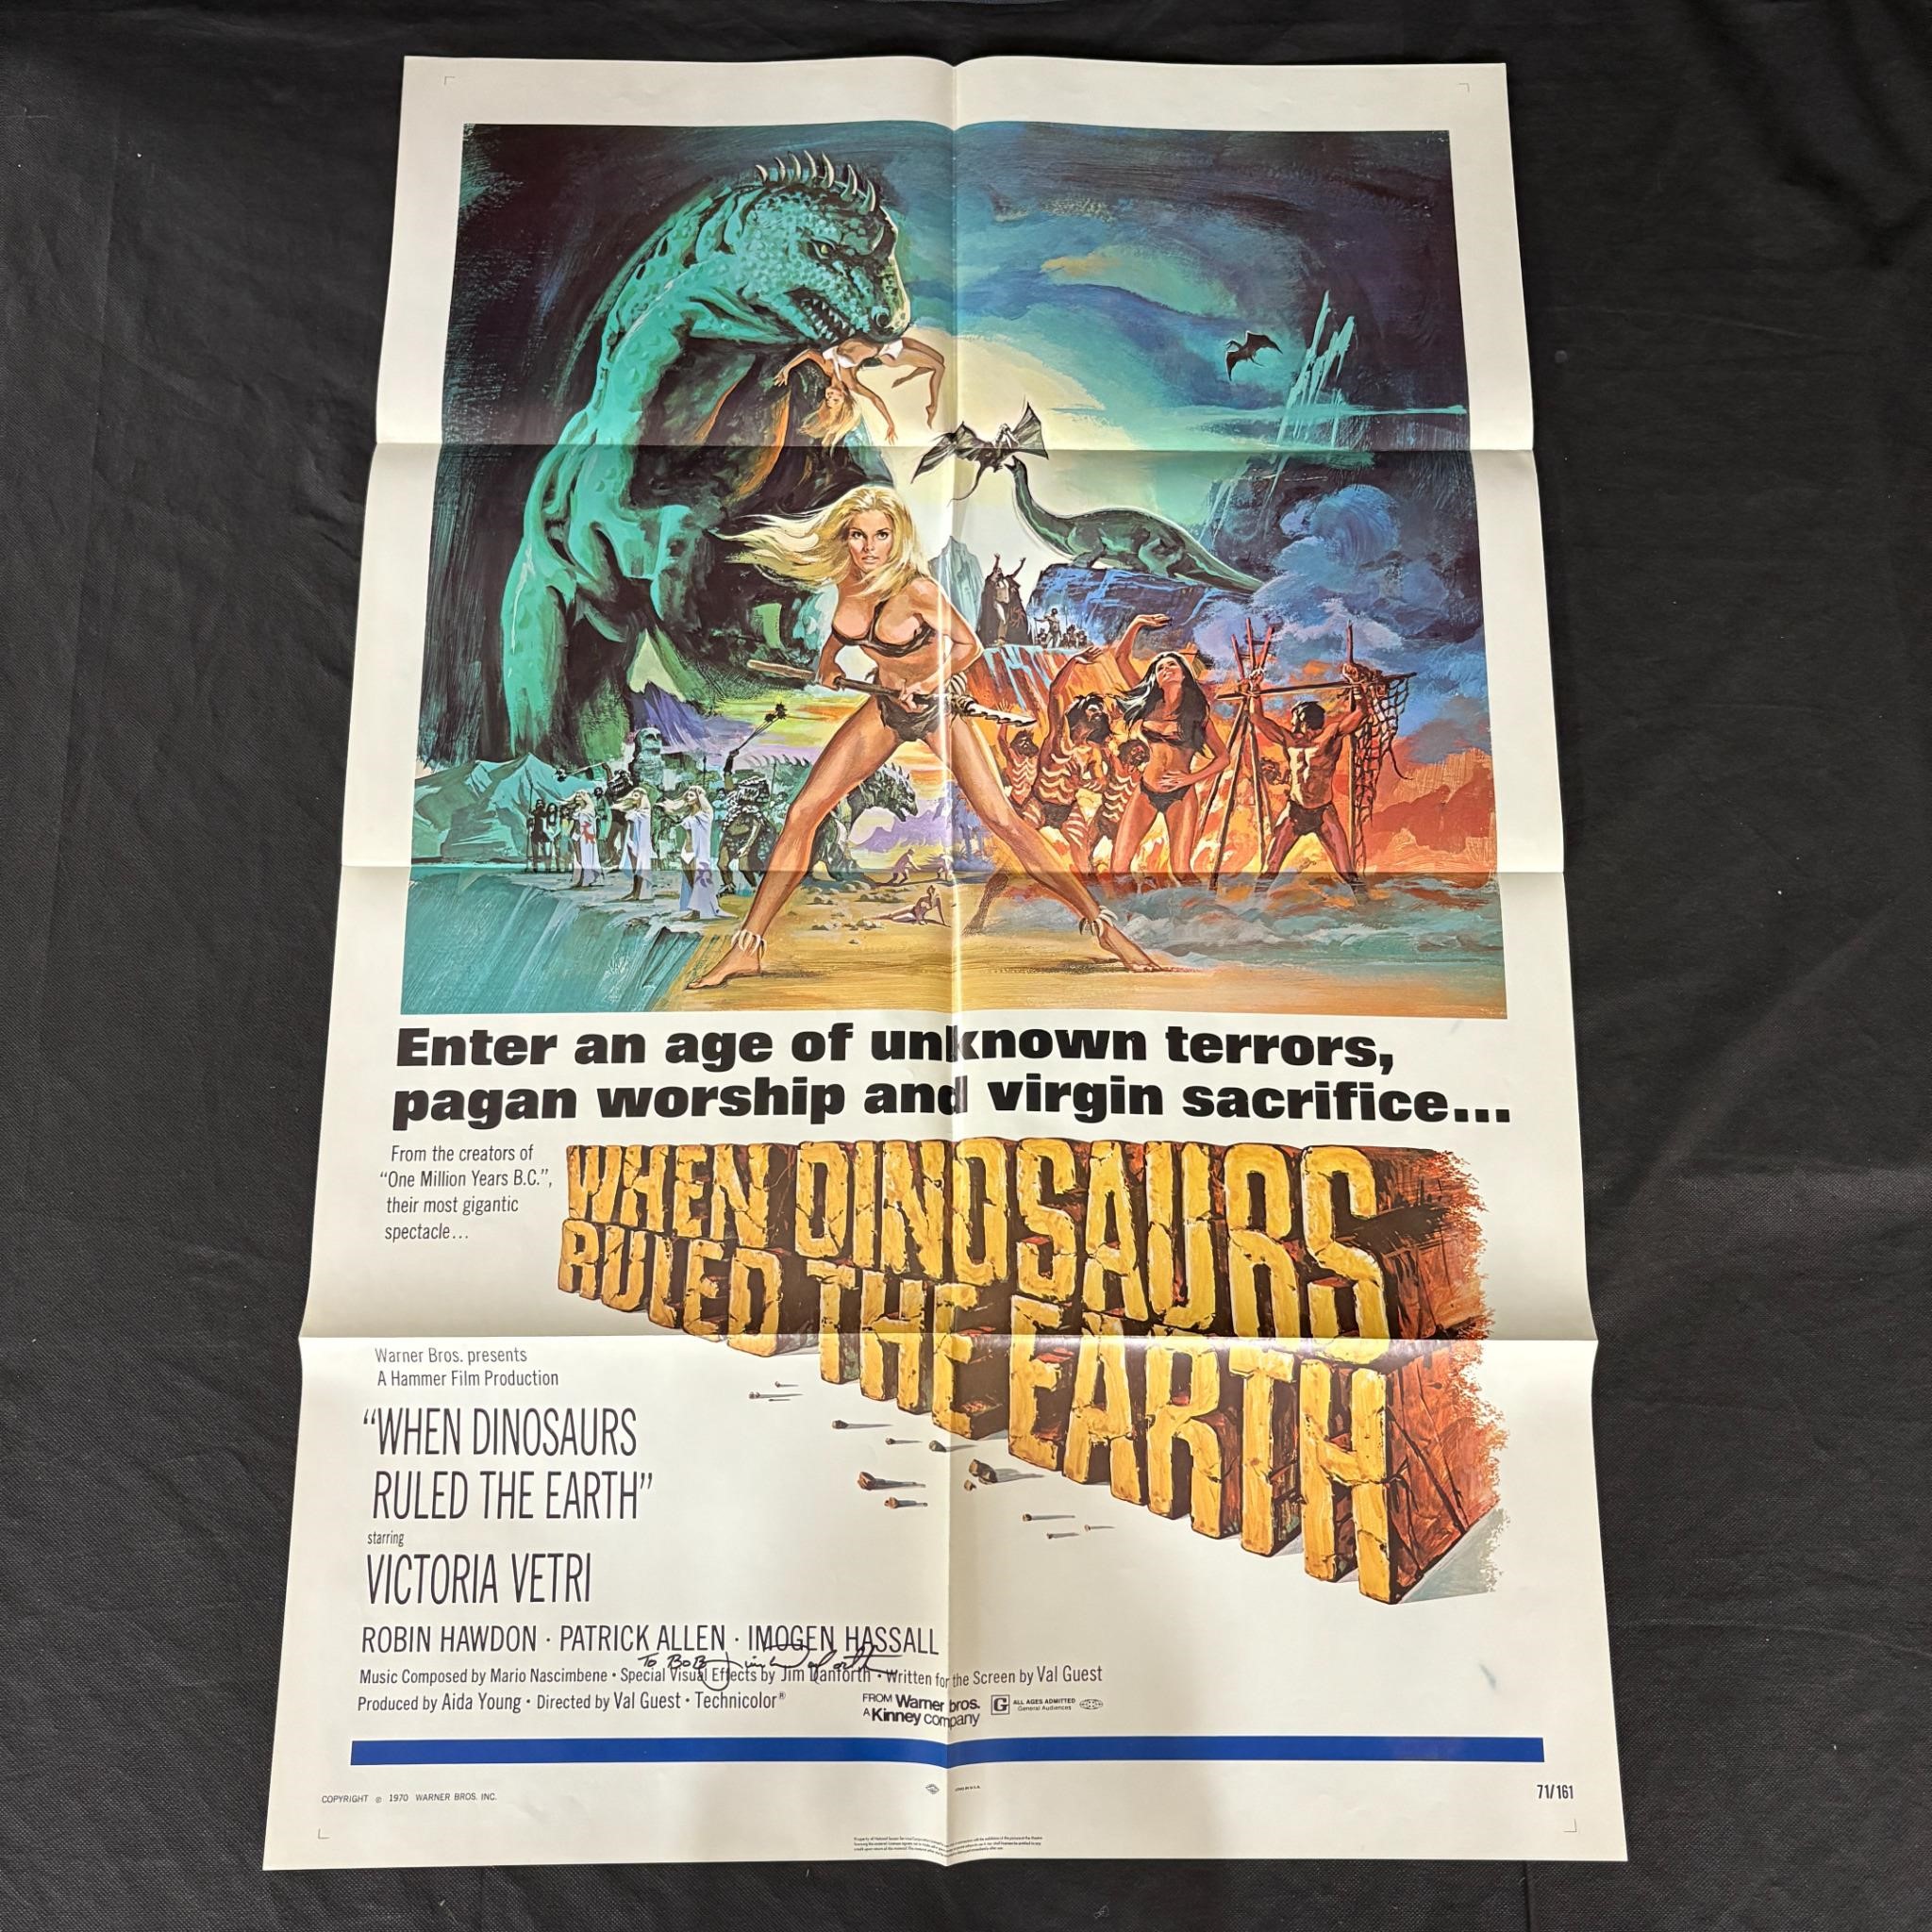 Enter an age of unknown terrors,
pagan worship and virgin sacrifice...
From the creators of
“One Million Years B.C.”,
their most gigantic
spectacle...
WHEN DINOSAURS
RULED THE EARTH
Warner Bros. presents
A Hammer Film Production
“WHEN DINOSAURS
RULED THE EARTH”
starring
VICTORIA VETRI
ROBIN HAWDON · PATRICK ALLEN · IMOGEN HASSALL
To BOB Jim Danforth
Music Composed by Mario Nascimbene • Special Visual Effects by Jim Danforth • Written for the Screen by Val Guest
Produced by Aida Young • Directed by Val Guest • Technicolor®
FROM Warner bros.
A Kinney company
G ALL AGES ADMITTED
General Audiences
COPYRIGHT © 1970 WARNER BROS. INC.
71/161